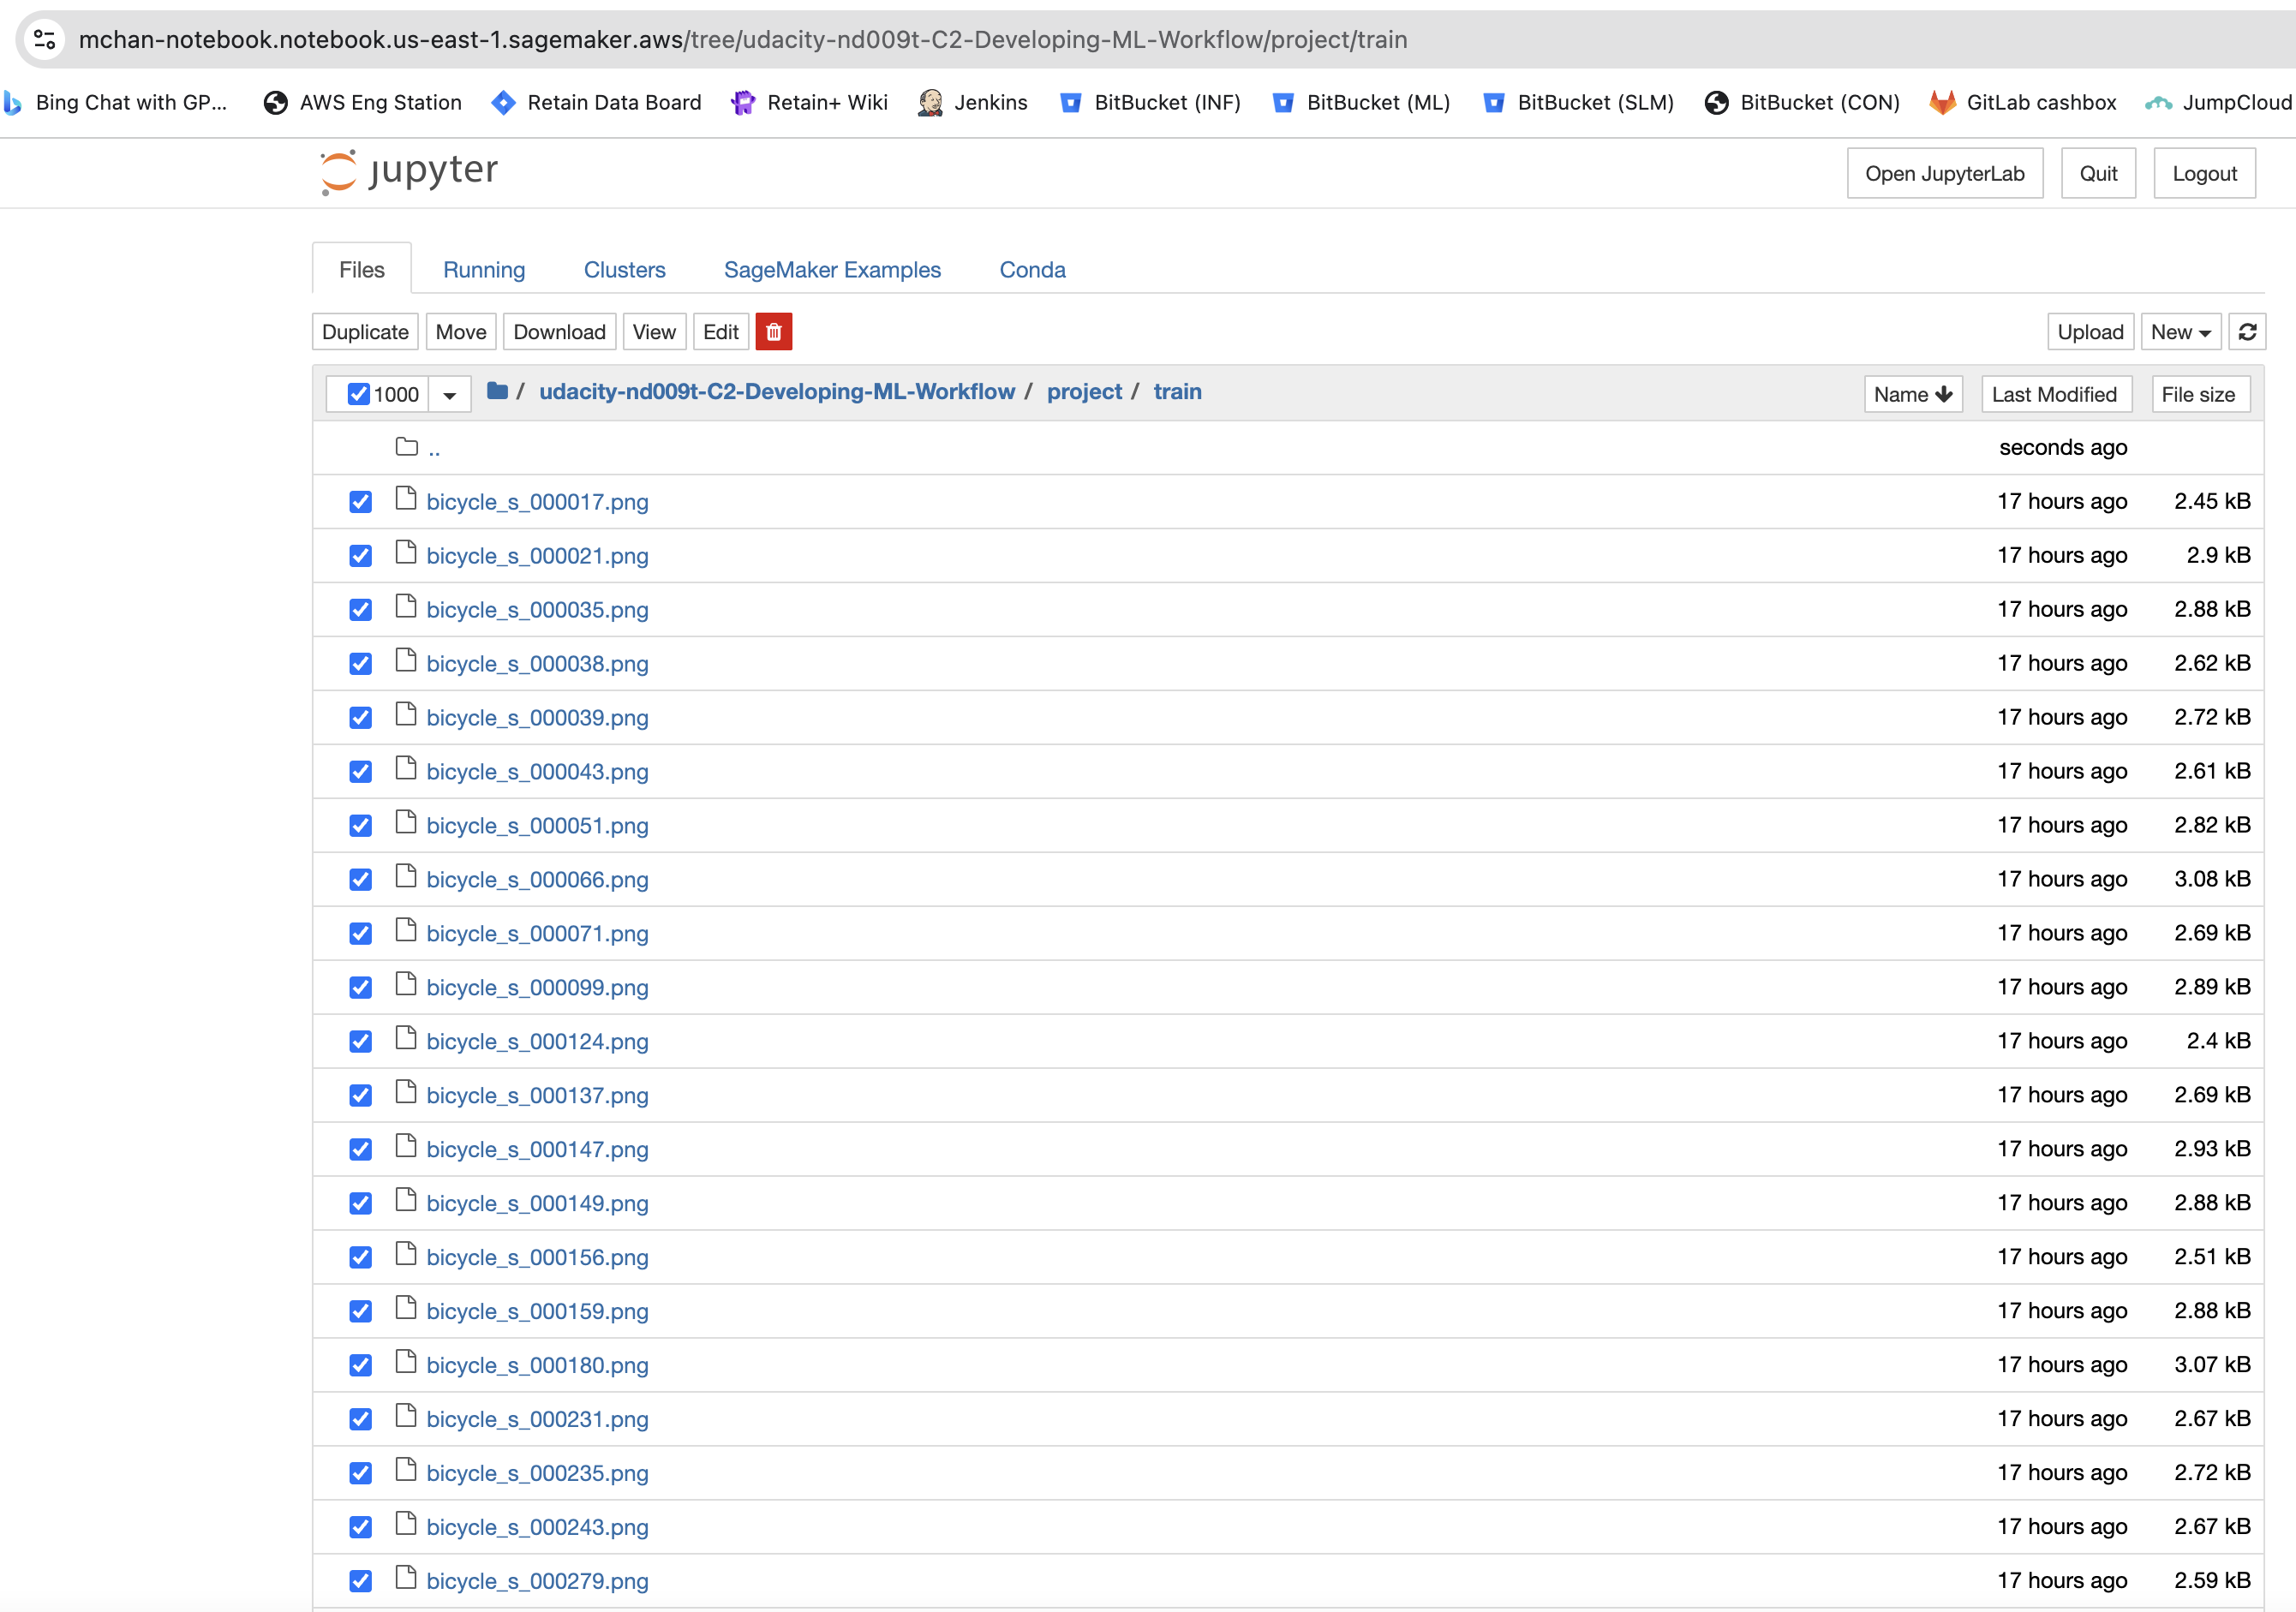 mchan-notebook.notebook.us-east-1.sagemaker.aws/tree/udacity-nd009t-C2-Developing-ML-Workflow/project/train
Bing Chat with GP... AWS Eng Station Retain Data Board Retain+ Wiki Jenkins BitBucket (INF) BitBucket (ML) BitBucket (SLM) BitBucket (CON) GitLab cashbox JumpCloud
jupyter Open JupyterLab Quit Logout
Files Running Clusters SageMaker Examples Conda
Duplicate Move Download View Edit Upload New
1000 / udacity-nd009t-C2-Developing-ML-Workflow / project / train Name Last Modified File size
.. seconds ago
bicycle_s_000017.png 17 hours ago 2.45 kB
bicycle_s_000021.png 17 hours ago 2.9 kB
bicycle_s_000035.png 17 hours ago 2.88 kB
bicycle_s_000038.png 17 hours ago 2.62 kB
bicycle_s_000039.png 17 hours ago 2.72 kB
bicycle_s_000043.png 17 hours ago 2.61 kB
bicycle_s_000051.png 17 hours ago 2.82 kB
bicycle_s_000066.png 17 hours ago 3.08 kB
bicycle_s_000071.png 17 hours ago 2.69 kB
bicycle_s_000099.png 17 hours ago 2.89 kB
bicycle_s_000124.png 17 hours ago 2.4 kB
bicycle_s_000137.png 17 hours ago 2.69 kB
bicycle_s_000147.png 17 hours ago 2.93 kB
bicycle_s_000149.png 17 hours ago 2.88 kB
bicycle_s_000156.png 17 hours ago 2.51 kB
bicycle_s_000159.png 17 hours ago 2.88 kB
bicycle_s_000180.png 17 hours ago 3.07 kB
bicycle_s_000231.png 17 hours ago 2.67 kB
bicycle_s_000235.png 17 hours ago 2.72 kB
bicycle_s_000243.png 17 hours ago 2.67 kB
bicycle_s_000279.png 17 hours ago 2.59 kB